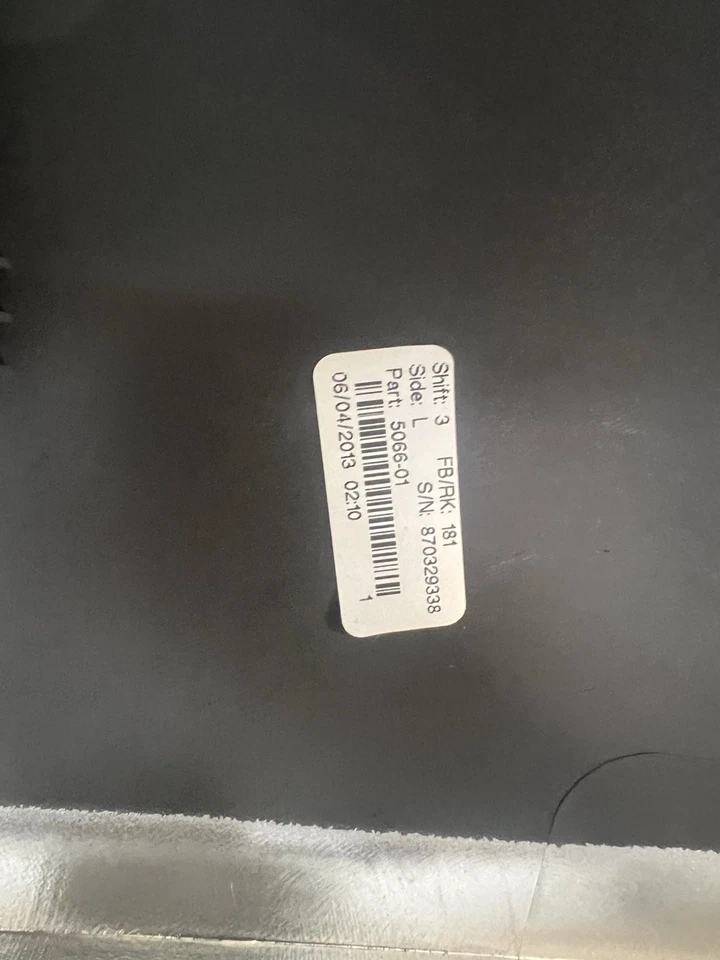 Shift: 3 FB/RK: 181
Side: L S/N: 870329338
Part: 5066-01
1
06/04/2013 02:10